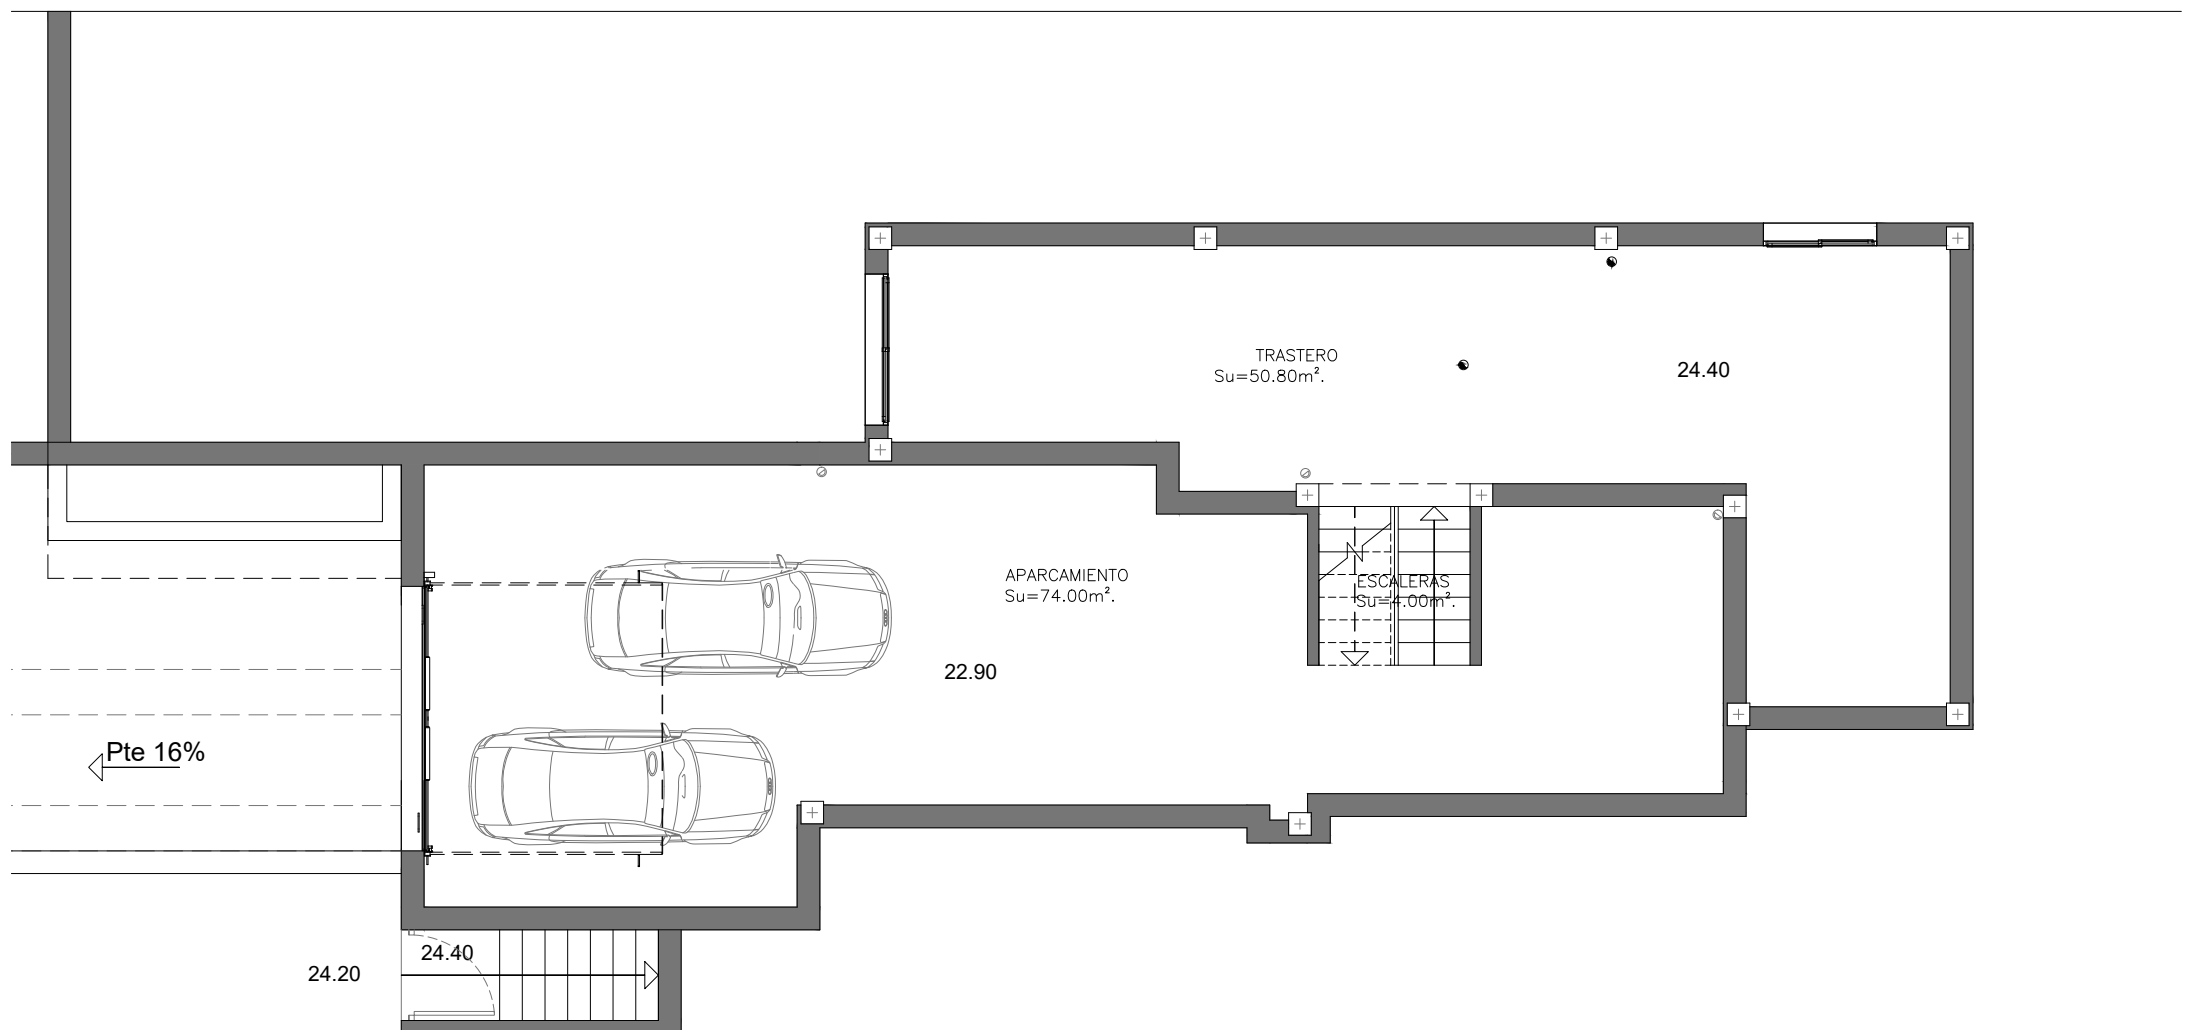 TRASTERO
Su=50.80m².
24.40
APARCAMIENTO
Su=74.00m².
ESCALERAS
Su=4.00m².
22.90
Pte 16%
24.40
24.20